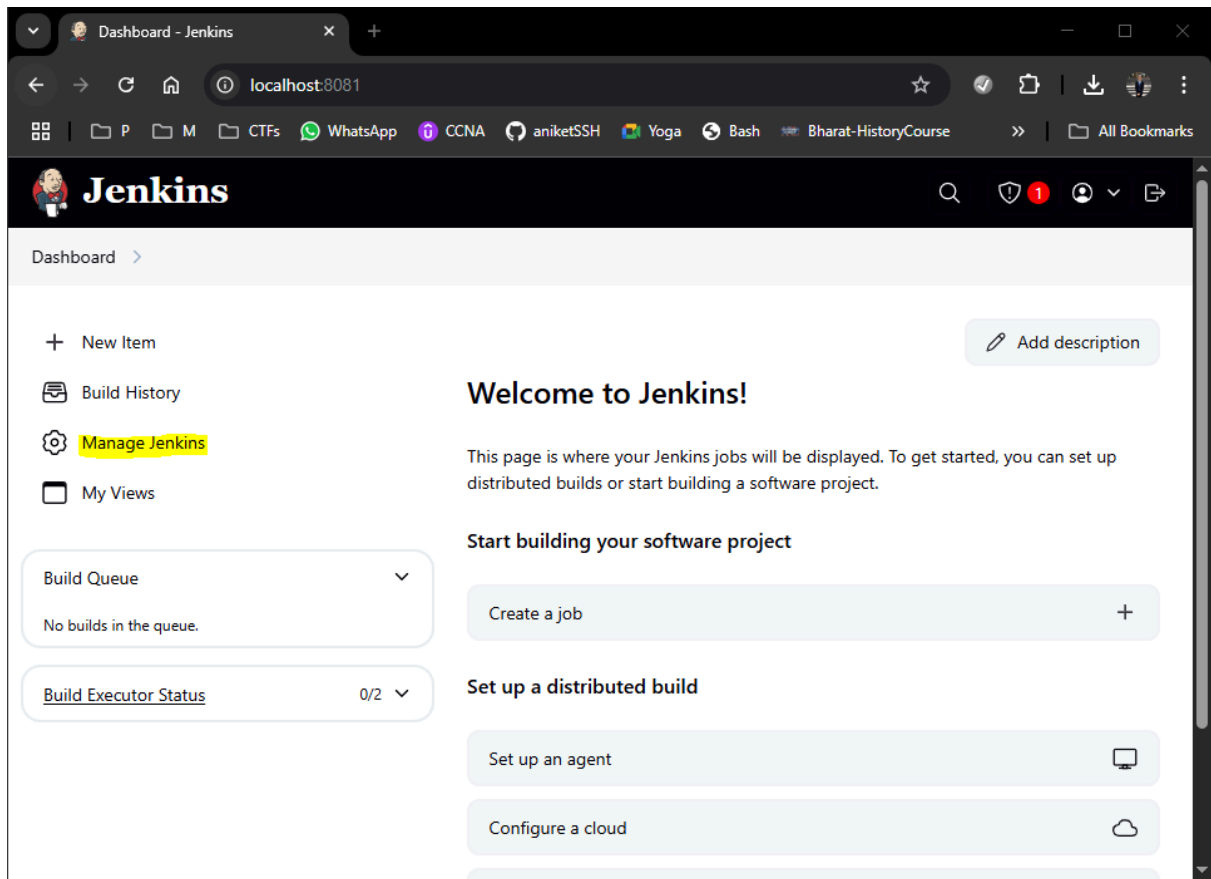 Dashboard - Jenkins
localhost:8081
P
M
CTFs
WhatsApp
CCNA
aniketSSH
Yoga
Bash
Bharat-HistoryCourse
All Bookmarks
Jenkins
1
Dashboard
New Item
Build History
Manage Jenkins
My Views
Build Queue
No builds in the queue.
Build Executor Status 0/2
Add description
Welcome to Jenkins!
This page is where your Jenkins jobs will be displayed. To get started, you can set up
distributed builds or start building a software project.
Start building your software project
Create a job
Set up a distributed build
Set up an agent
Configure a cloud